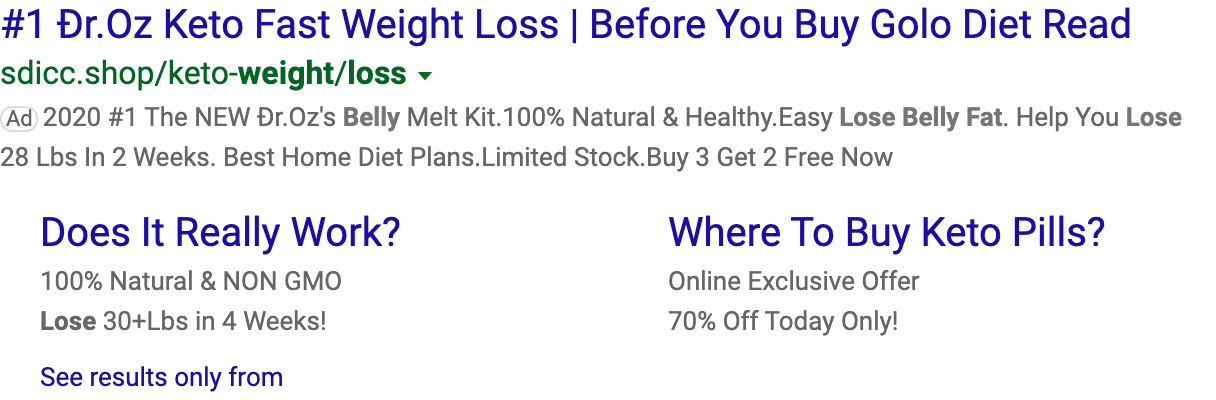 #1 Ðr.Oz Keto Fast Weight Loss | Before You Buy Golo Diet Read
sdicc.shop/keto-weight/loss
Ad 2020 #1 The NEW Ðr.Oz's Belly Melt Kit.100% Natural & Healthy.Easy Lose Belly Fat. Help You Lose
28 Lbs In 2 Weeks. Best Home Diet Plans.Limited Stock.Buy 3 Get 2 Free Now
Does It Really Work?
100% Natural & NON GMO
Lose 30+Lbs in 4 Weeks!
Where To Buy Keto Pills?
Online Exclusive Offer
70% Off Today Only!
See results only from